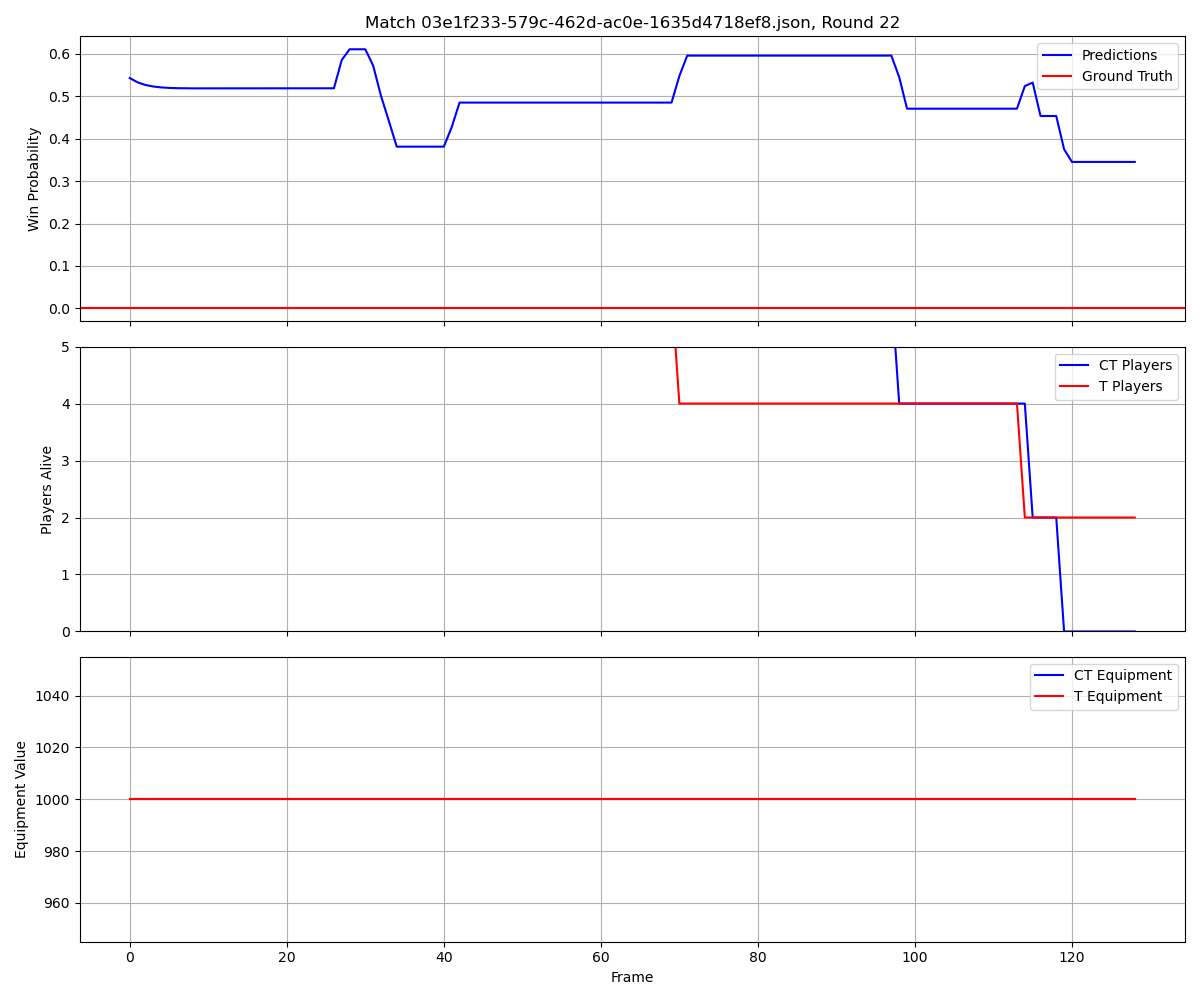 Match 03e1f233-579c-462d-ac0e-1635d4718ef8.json, Round 22
Win Probability
0.6
0.5
0.4
0.3
0.2
0.1
0.0
Predictions
Ground Truth
Players Alive
5
4
3
2
1
0
CT Players
T Players
Equipment Value
1040
1020
1000
980
960
CT Equipment
T Equipment
0 20 40 60 80 100 120
Frame